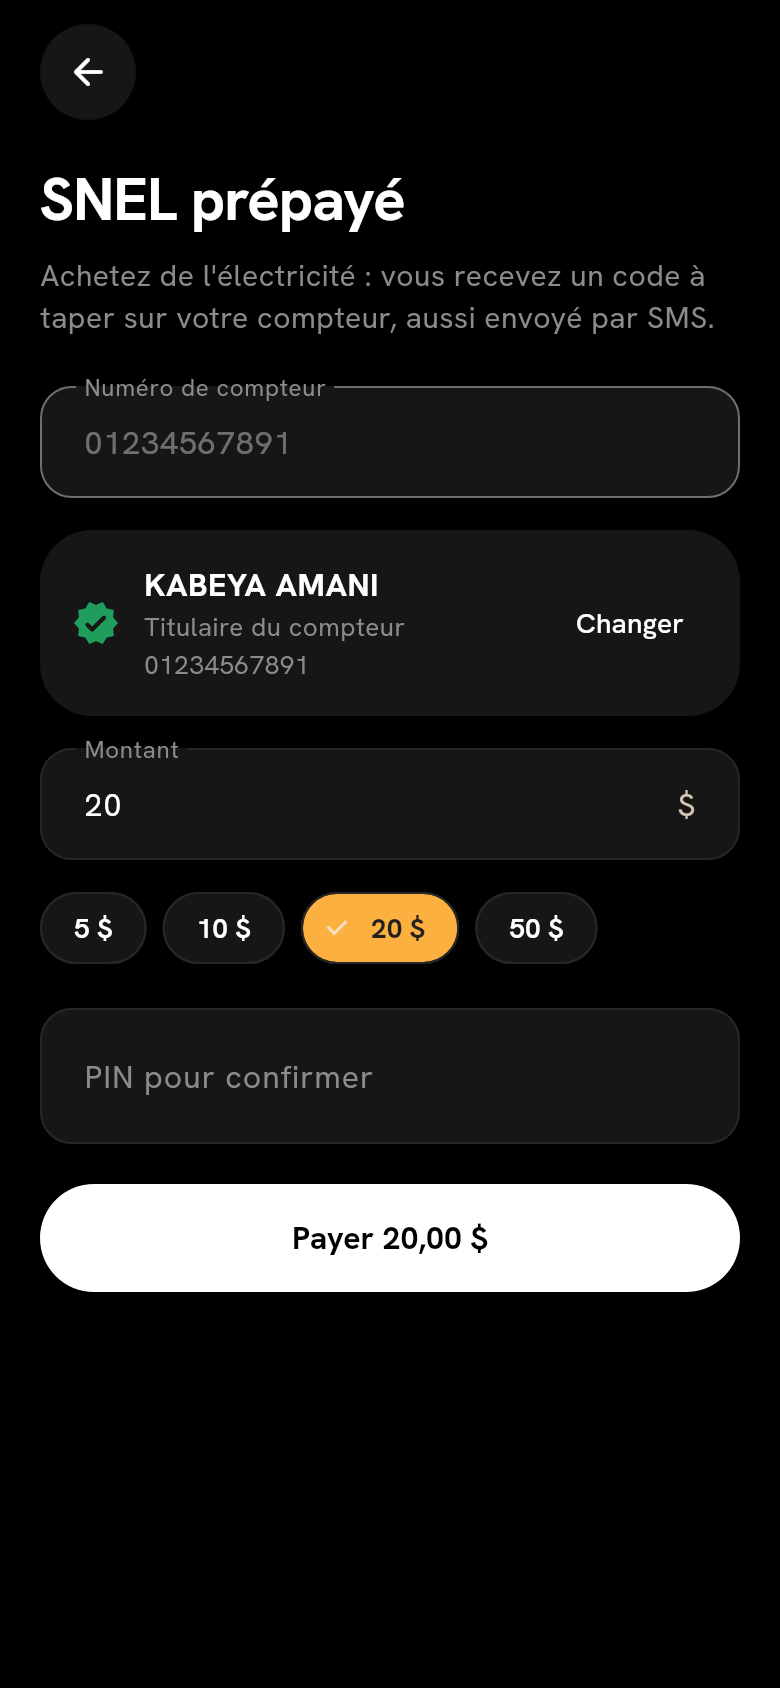 SNEL prépayé
Achetez de l'électricité : vous recevez un code à
taper sur votre compteur, aussi envoyé par SMS.
Numéro de compteur
01234567891
KABEYA AMANI
Titulaire du compteur
01234567891
Changer
Montant
20 $
5 $ 10 $ 20 $ 50 $
PIN pour confirmer
Payer 20,00 $